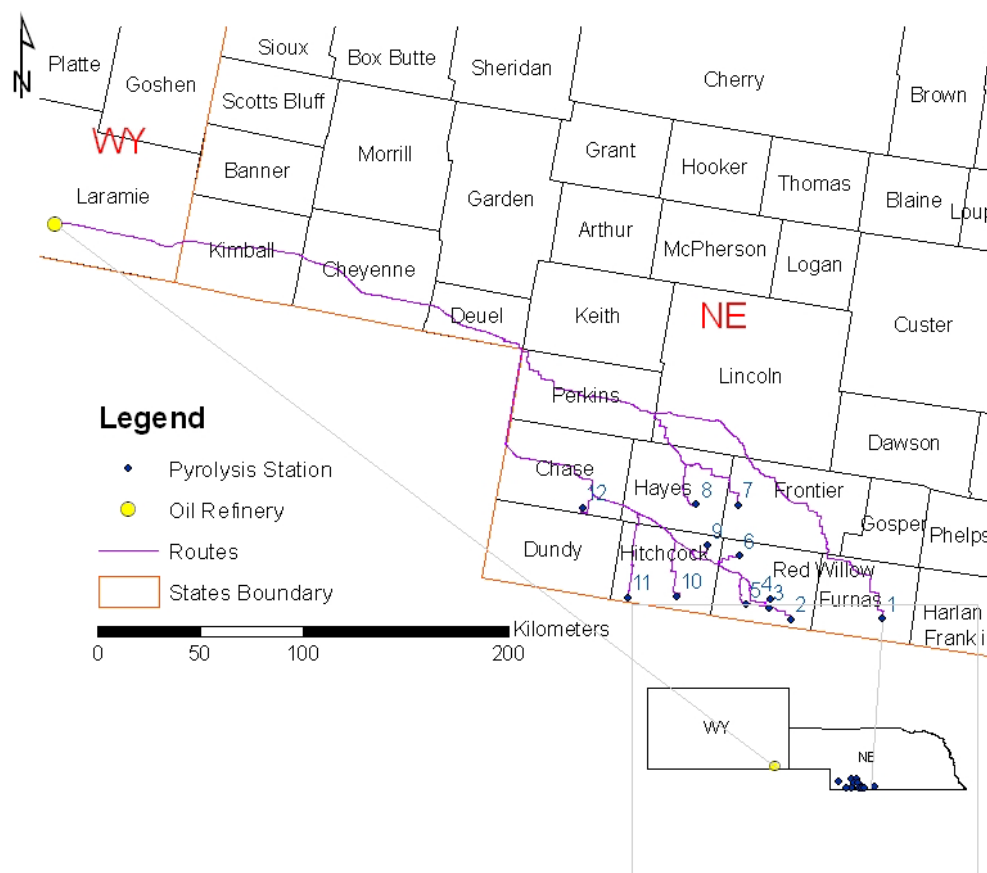 N
Platte
Goshen
Sioux
Box Butte
Sheridan
Cherry
Brown
Scotts Bluff
WY
Banner
Morrill
Grant
Hooker
Thomas
Blaine
Loup
Laramie
Garden
Arthur
McPherson
Logan
Kimball
Cheyenne
Deuel
Keith
NE
Custer
Lincoln
Perkins
Dawson
Chase
12
Hayes
8
7
Frontier
Gosper
Phelps
Dundy
Hitchcock
9
6
Red Willow
11
10
5
4
3
2
Furnas
1
Harlan
Frankli
Legend
Pyrolysis Station
Oil Refinery
Routes
States Boundary
Kilometers
0 50 100 200
WY
NE